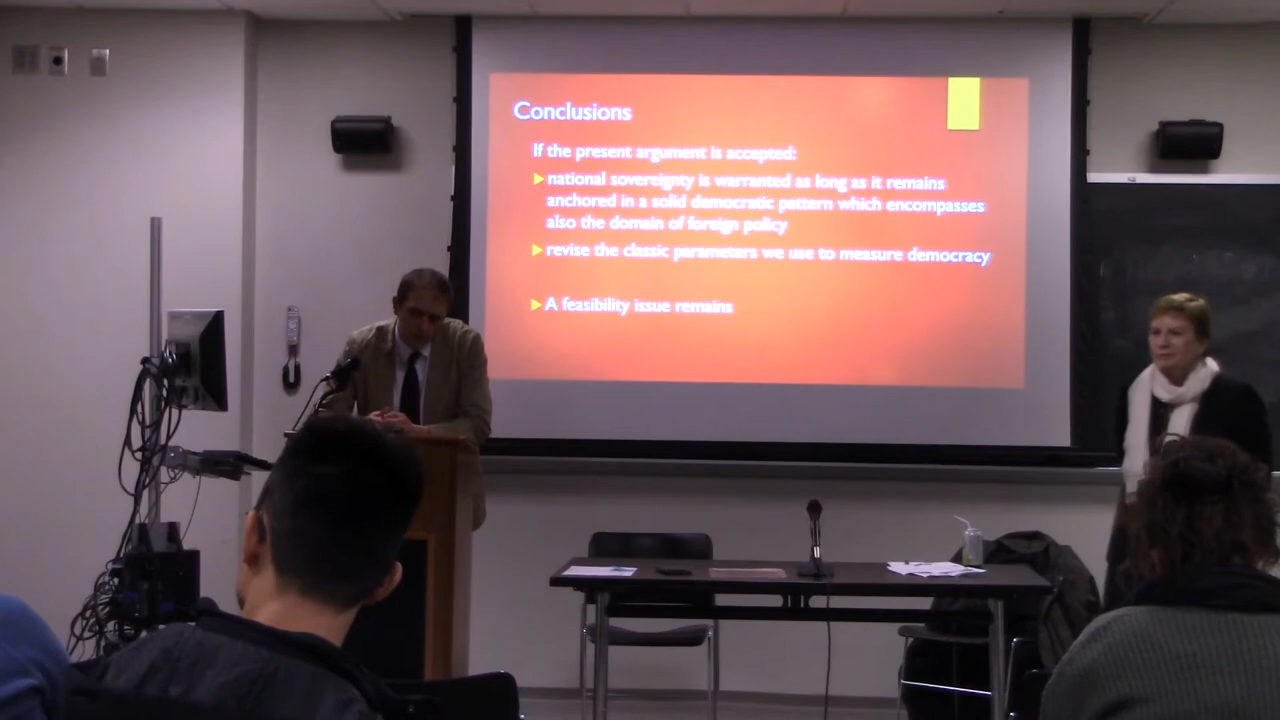 Conclusions
If the present argument is accepted:
national sovereignty is warranted as long as it remains
anchored in a solid democratic pattern which encompasses
also the domain of foreign policy
revise the classic parameters we use to measure democracy
A feasibility issue remains